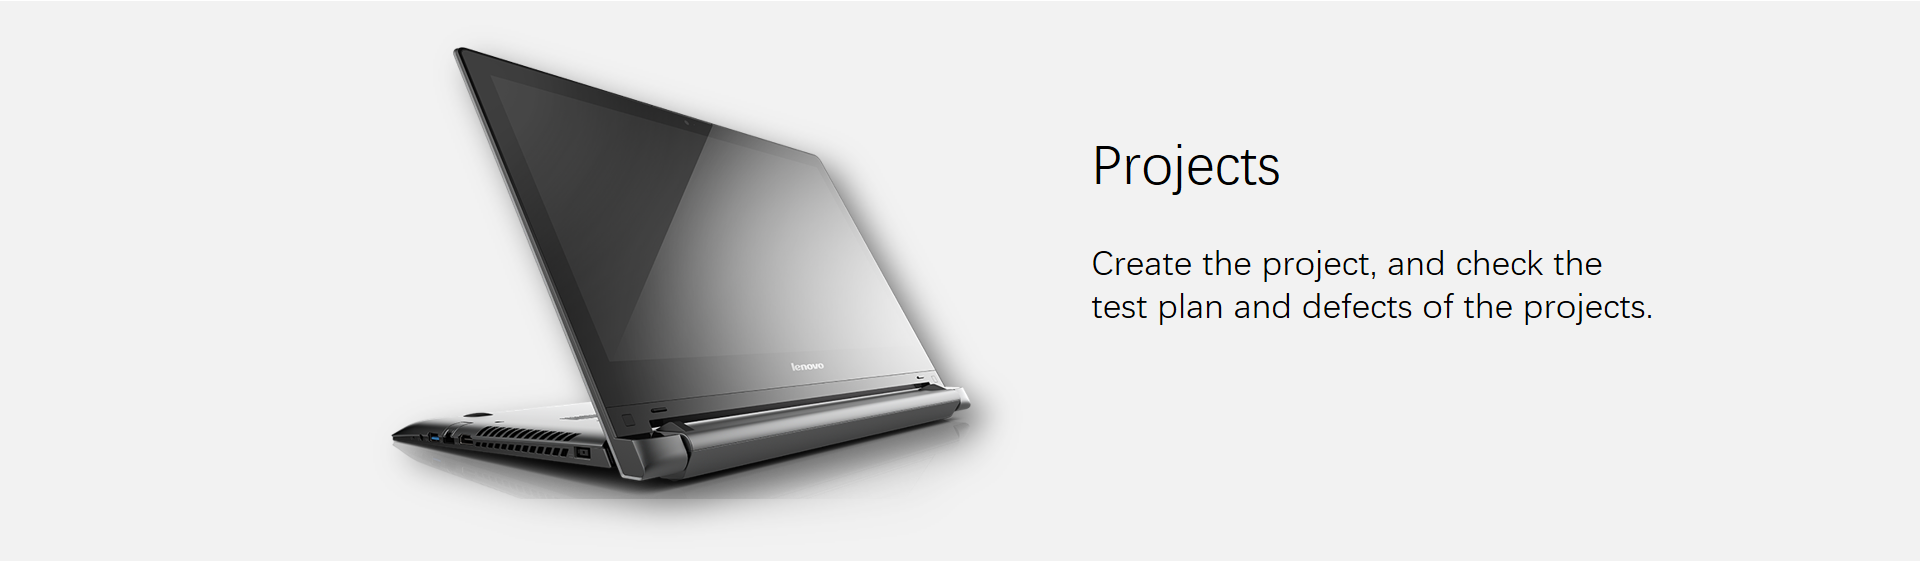 Projects
Create the project, and check the
test plan and defects of the projects.
lenovo